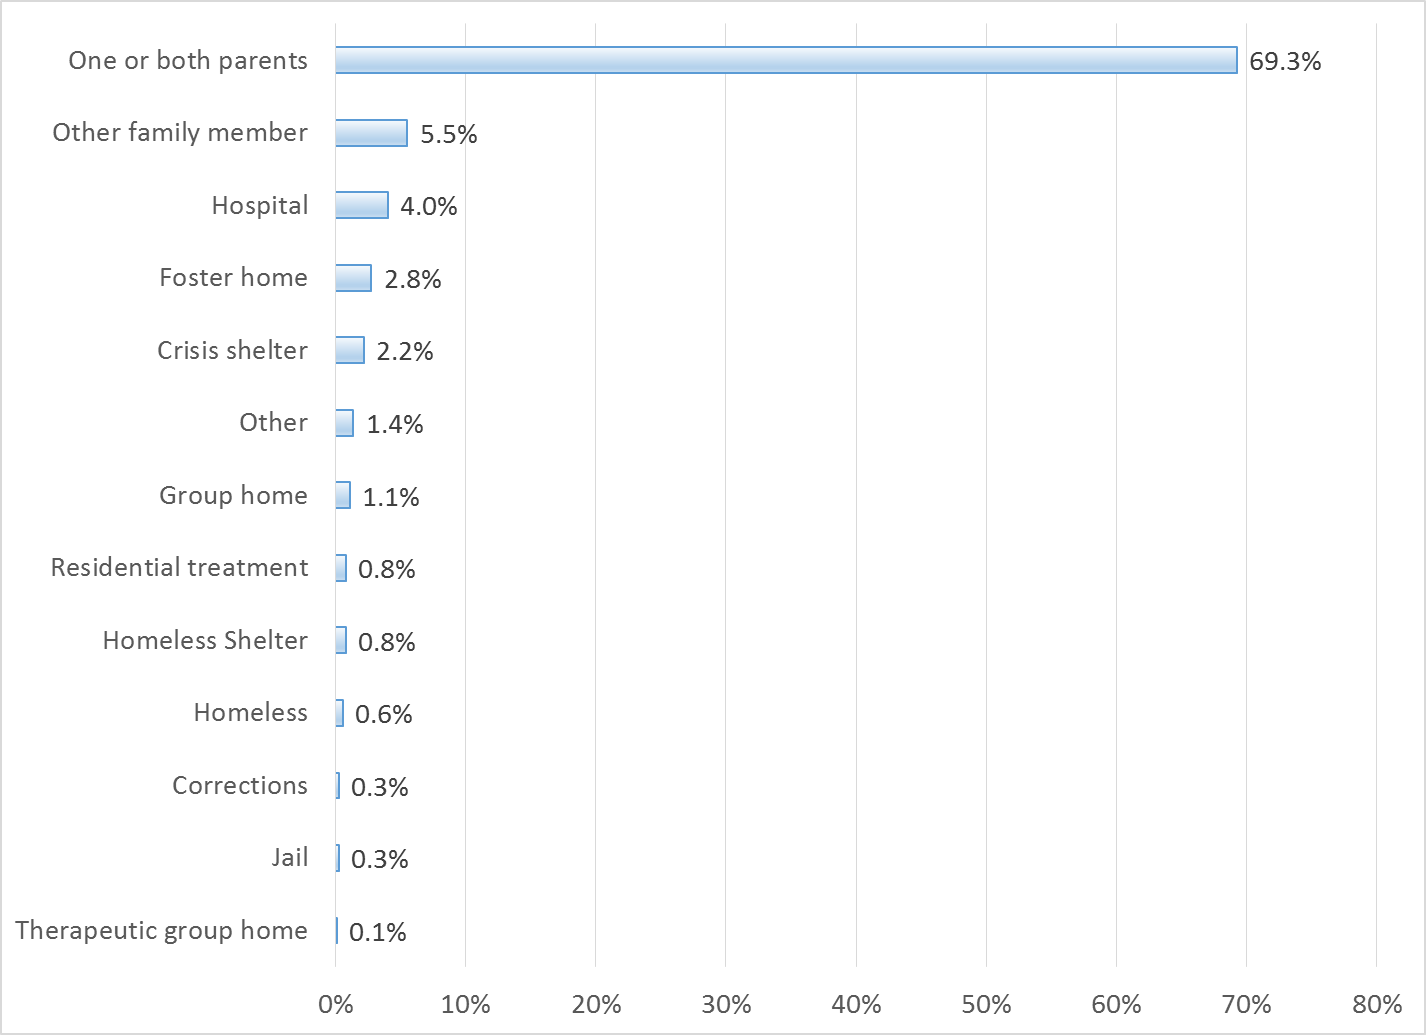 One or both parents 69.3%
Other family member 5.5%
Hospital 4.0%
Foster home 2.8%
Crisis shelter 2.2%
Other 1.4%
Group home 1.1%
Residential treatment 0.8%
Homeless Shelter 0.8%
Homeless 0.6%
Corrections 0.3%
Jail 0.3%
Therapeutic group home 0.1%
0% 10% 20% 30% 40% 50% 60% 70% 80%